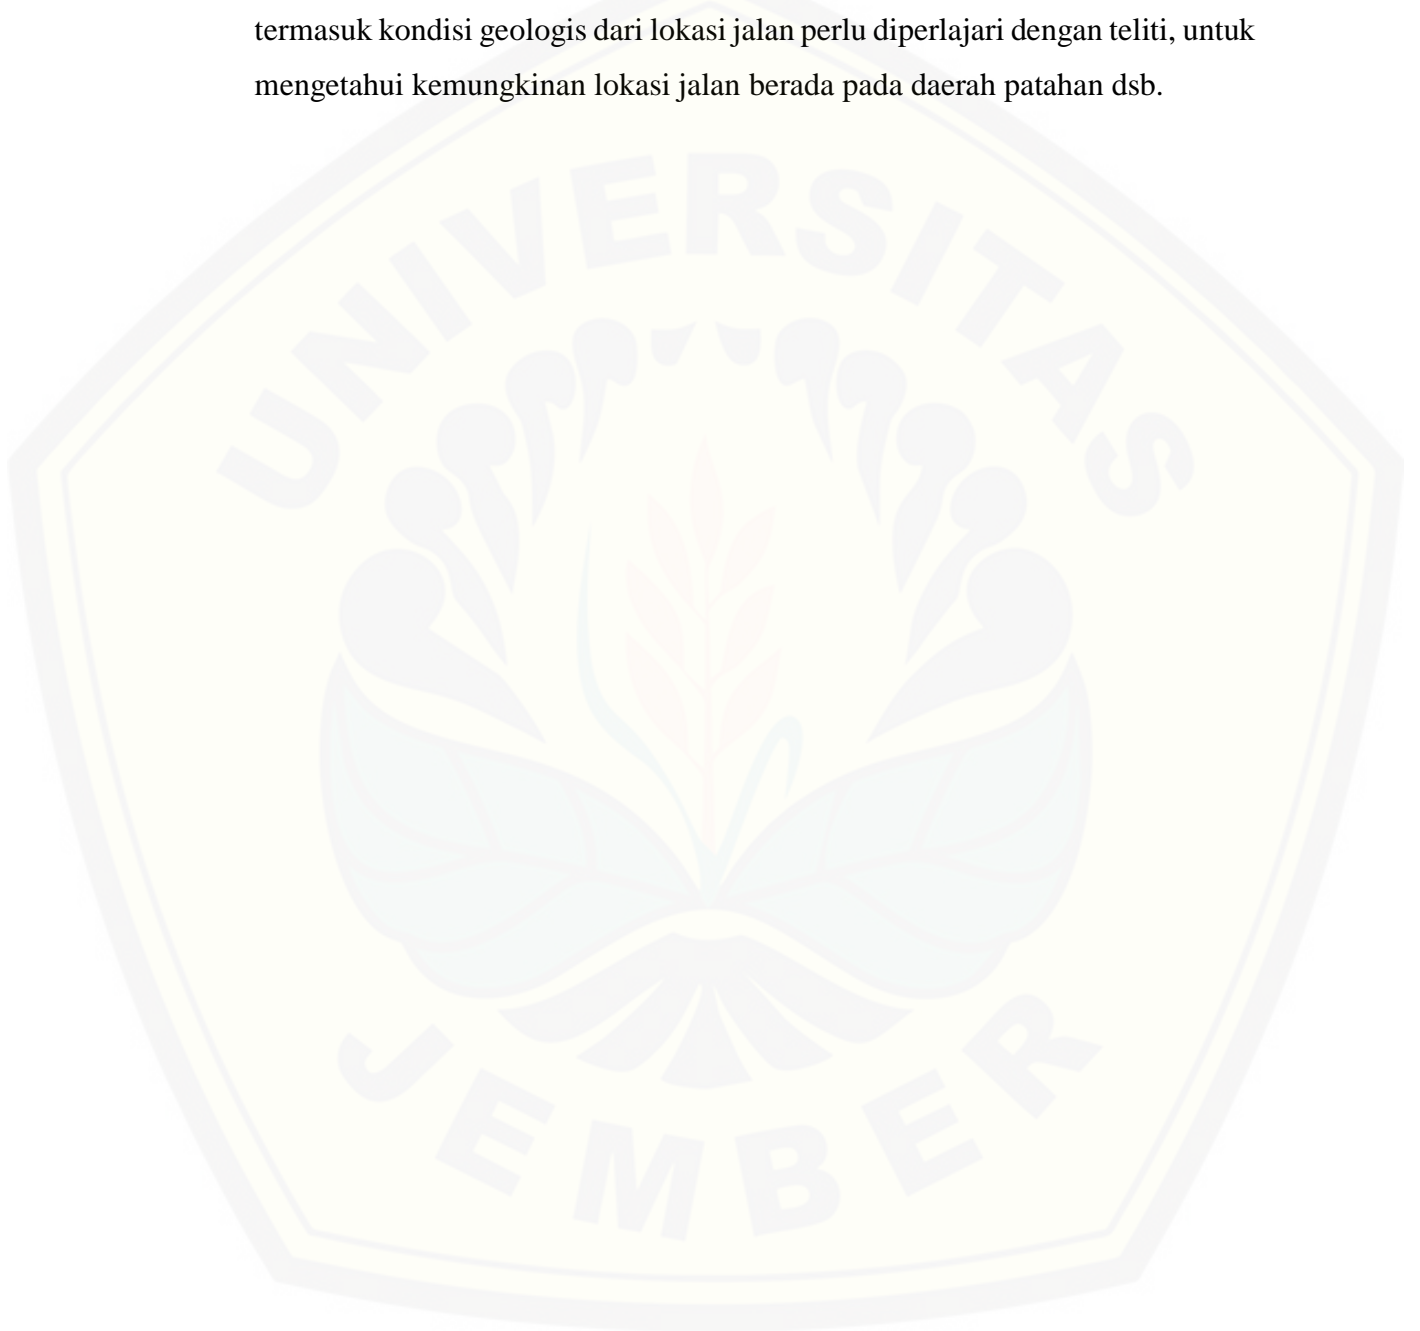 termasuk kondisi geologis dari lokasi jalan perlu diperlajari dengan teliti, untuk
mengetahui kemungkinan lokasi jalan berada pada daerah patahan dsb.
UNIVERSITAS
JEMBER